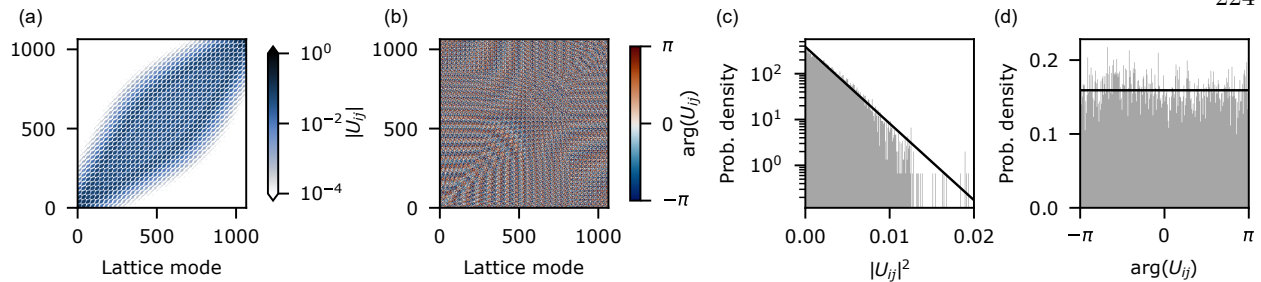 224
(a)
1000
500
0
0
500
1000
Lattice mode
10^0
10^−2
10^−4
|U_ij|
(b)
1000
500
0
0
500
1000
Lattice mode
π
0
−π
arg(U_ij)
(c)
Prob. density
10^2
10^1
10^0
0.00
0.01
0.02
|U_ij|^2
(d)
Prob. density
0.2
0.1
0.0
−π
0
π
arg(U_ij)